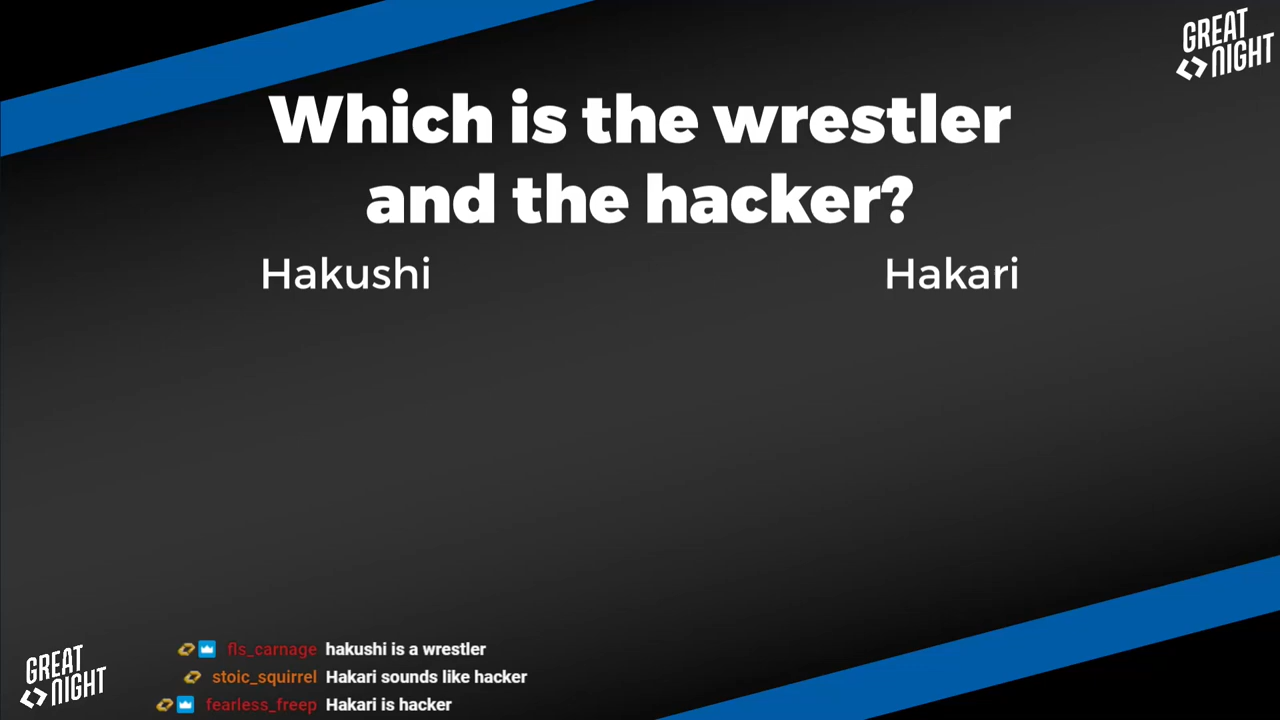 GREAT
NIGHT
Which is the wrestler
and the hacker?
Hakushi
Hakari
fls_carnage hakushi is a wrestler
stoic_squirrel Hakari sounds like hacker
fearless_freep Hakari is hacker
GREAT
NIGHT